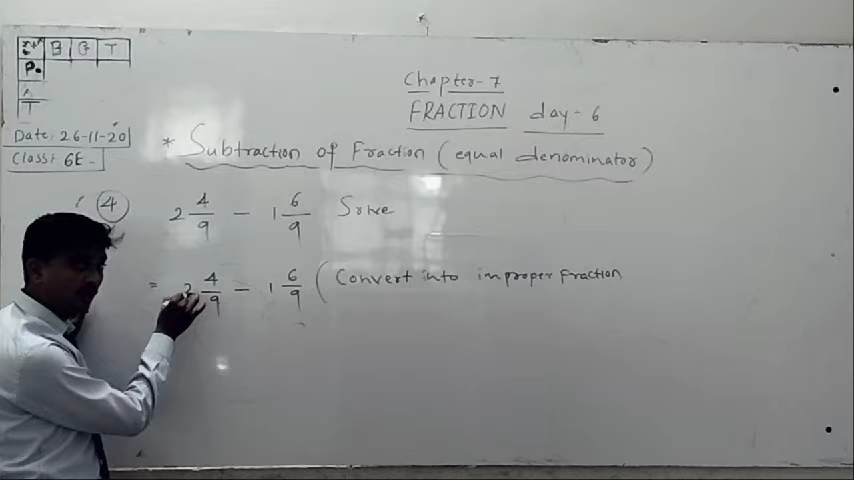 B G T
P.
A
T
Chapter-7
FRACTION day-6
Date: 26-11-20
Class: 6E-
* Subtraction of Fraction (equal denominator)
④ 2 4/9 - 1 6/9 Solve
= 2 4/9 - 1 6/9 (Convert into improper fraction